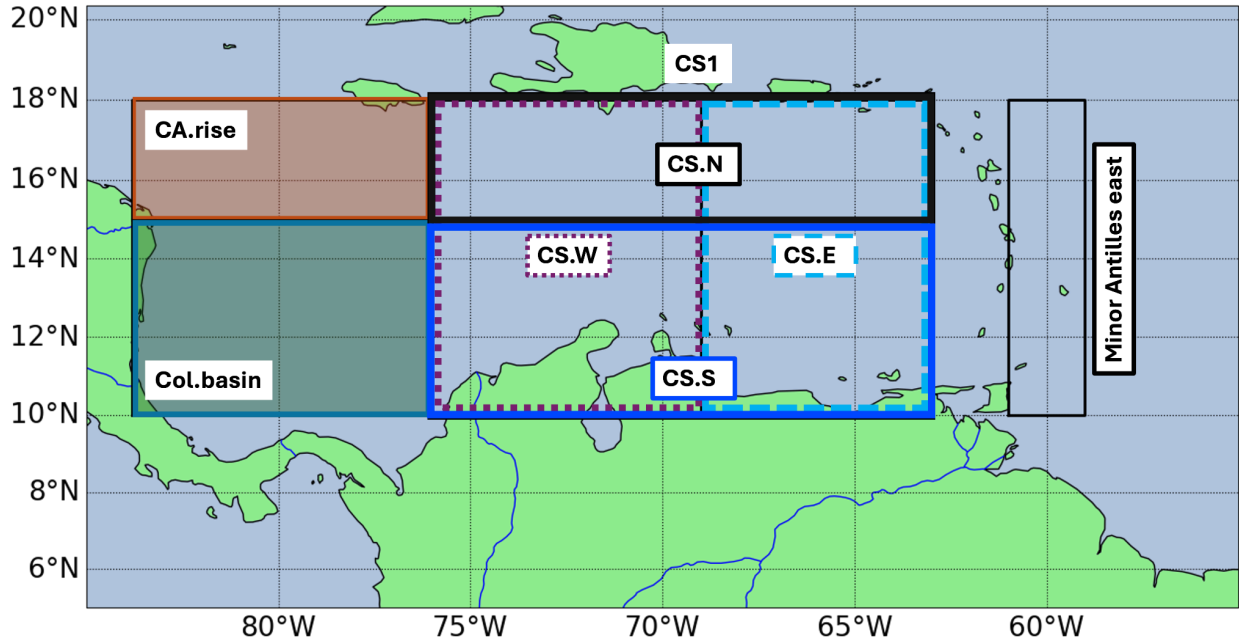 20°N
CS1
18°N
CA.rise
CS.N
16°N
Minor Antilles east
14°N
CS.W
CS.E
12°N
Col.basin
CS.S
10°N
8°N
6°N
80°W
75°W
70°W
65°W
60°W